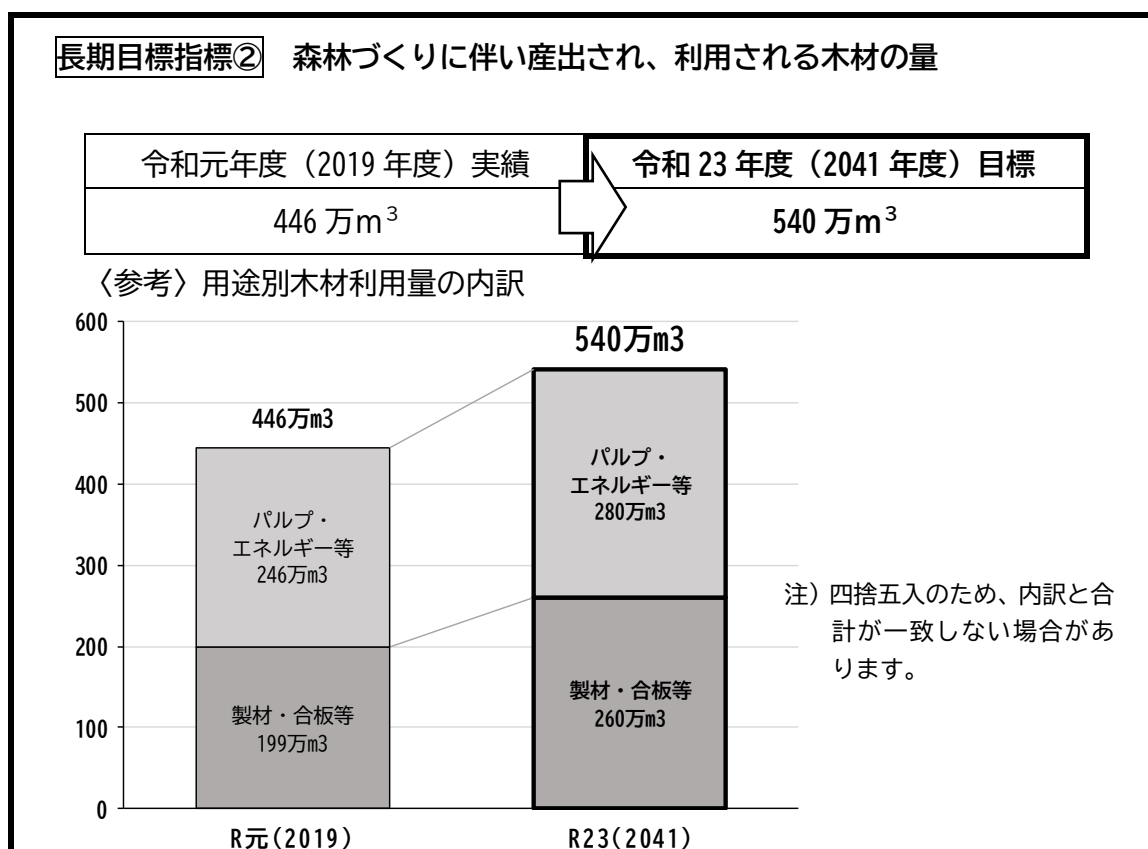 長期目標指標② 森林づくりに伴い産出され、利用される木材の量
令和元年度（2019 年度）実績
令和 23 年度（2041 年度）目標
446 万m³
540 万m³
〈参考〉用途別木材利用量の内訳
600
500
400
300
200
100
0
446万m3
パルプ・
エネルギー等
246万m3
製材・合板等
199万m3
R元(2019)
540万m3
パルプ・
エネルギー等
280万m3
製材・合板等
260万m3
R23(2041)
注）四捨五入のため、内訳と合
計が一致しない場合があ
ります。